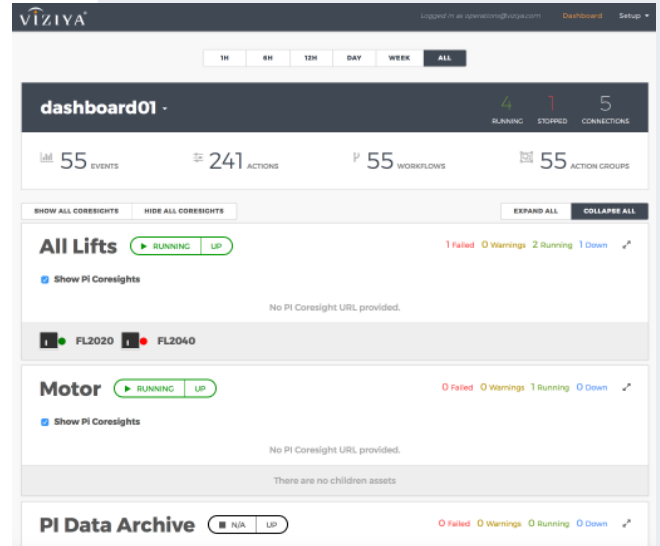 VIZIYA
Logged in as operations@viziya.com Dashboard Setup
1H 6H 12H DAY WEEK ALL
dashboard01
4 RUNNING 1 STOPPED 5 CONNECTIONS
55 EVENTS 241 ACTIONS 55 WORKFLOWS 55 ACTION GROUPS
SHOW ALL CORESIGHTS HIDE ALL CORESIGHTS EXPAND ALL COLLAPSE ALL
All Lifts RUNNING UP 1 Failed 0 Warnings 2 Running 1 Down
Show Pi Coresights
No PI Coresight URL provided.
FL2020 FL2040
Motor RUNNING UP 0 Failed 0 Warnings 1 Running 0 Down
Show Pi Coresights
No PI Coresight URL provided.
There are no children assets
PI Data Archive N/A UP 0 Failed 0 Warnings 0 Running 0 Down